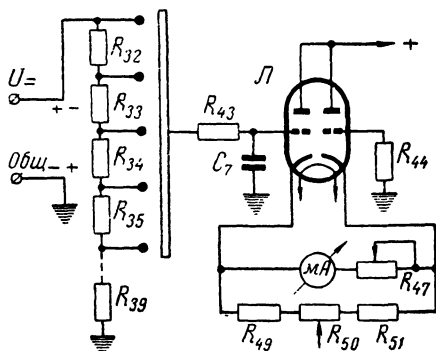 U=
+ -
Общ. - +
R32
R33
R34
R35
R39
R43
C7
Л
+
R44
мА
R47
R49
R50
R51